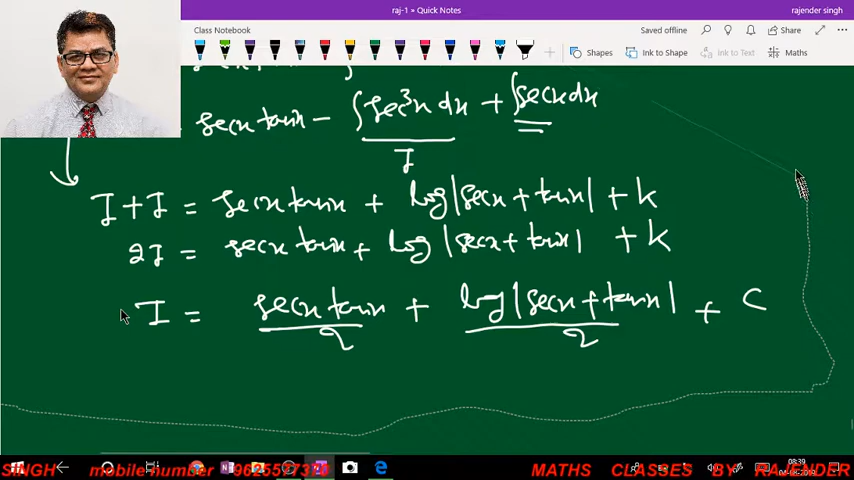 raj-1 » Quick Notes
rajender singh
Class Notebook
Saved offline
Share
Shapes
Ink to Shape
Ink to Text
Maths
secx tanx - ∫sec³x dx + ∫secx dx
I
I + I = secx tanx + log|secx + tanx| + k
2I = secx tanx + log|secx + tanx| + k
I = secx tanx + log|secx + tanx| + C
2 2
08:39
SINGH mobile number MATHS CLASSES BY RAJENDER